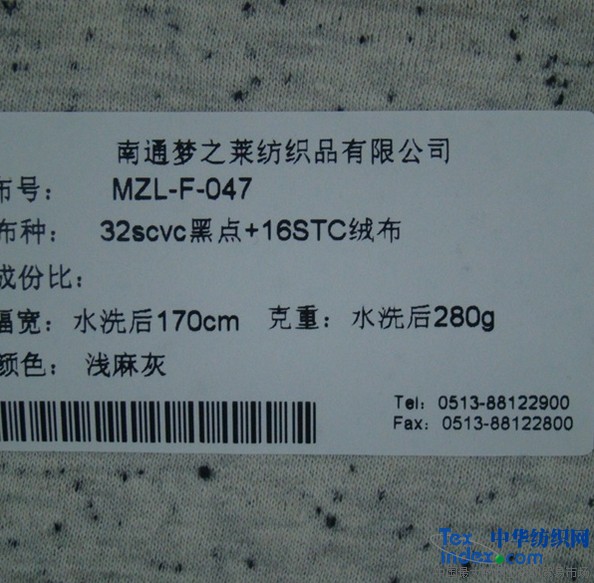 南通梦之莱纺织品有限公司
布号： MZL-F-047
布种： 32scvc黑点+16STC绒布
成份比：
幅宽：水洗后170cm 克重：水洗后280g
颜色： 浅麻灰
Tel: 0513-88122900
Fax: 0513-88122800
Tex 中华纺织网
index.com